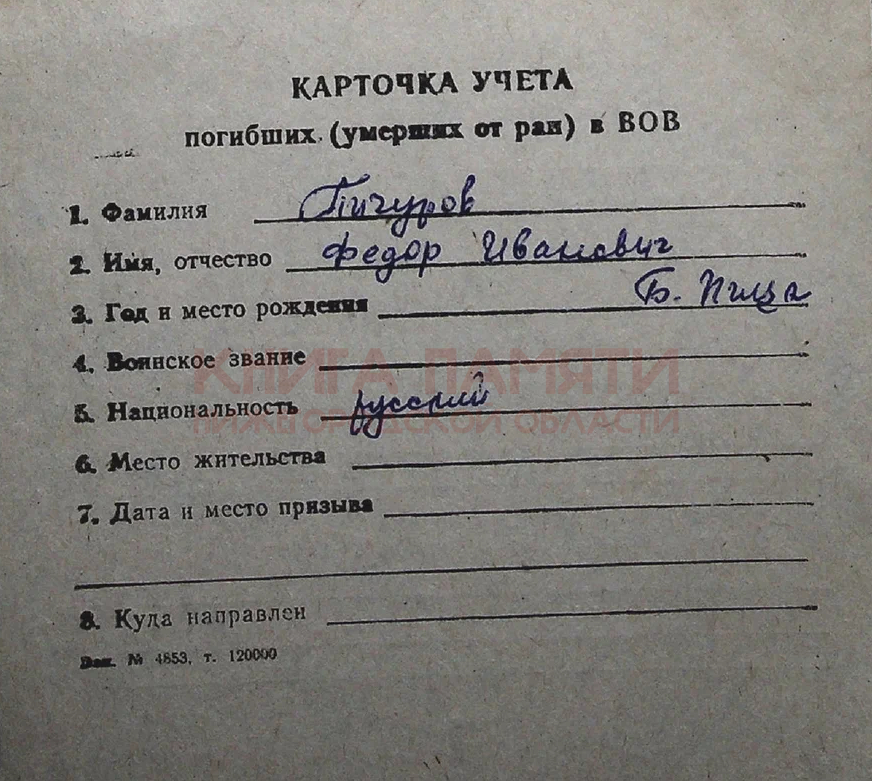 КАРТОЧКА УЧЕТА
погибших (умерших от ран) в ВОВ
1. Фамилия Пичуров
2. Имя, отчество Федор Иванович
3. Год и место рождения Б. Пица
4. Воинское звание
КНИГА ПАМЯТИ
5. Национальность русский
НИЖЕГОРОДСКОЙ ОБЛАСТИ
6. Место жительства
7. Дата и место призыва
8. Куда направлен
Зак. № 4853, т. 120000